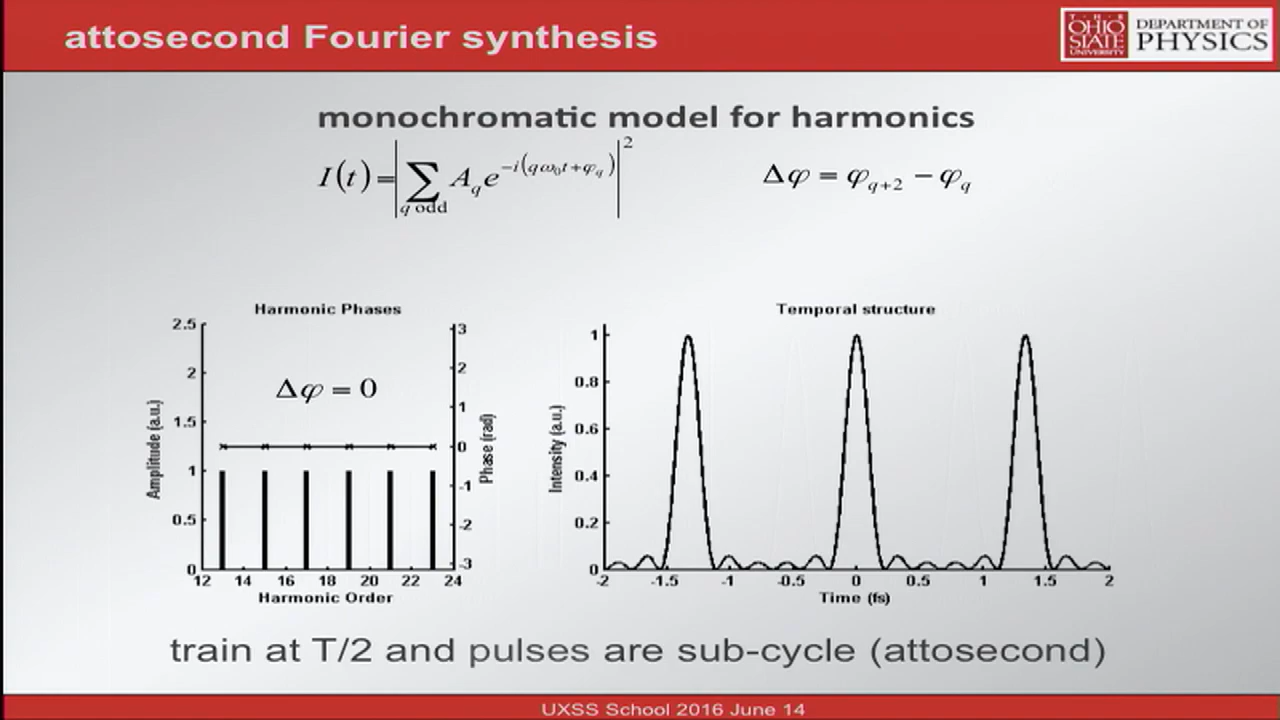 attosecond Fourier synthesis
T · H · E
OHIO
STATE
UNIVERSITY
DEPARTMENT OF
PHYSICS
monochromatic model for harmonics
I(t) = |∑ A_q e^{-i(qω₀t+φ_q)}|²
q odd
Δφ = φ_{q+2} − φ_q
Harmonic Phases
2.5
2
1.5
1
0.5
0
Amplitude (a.u.)
Δφ = 0
3
2
1
0
-1
-2
-3
Phase (rad)
12 14 16 18 20 22 24
Harmonic Order
Temporal structure
1
0.8
0.6
0.4
0.2
0
Intensity (a.u.)
-2 -1.5 -1 -0.5 0 0.5 1 1.5 2
Time (fs)
train at T/2 and pulses are sub-cycle (attosecond)
UXSS School 2016 June 14